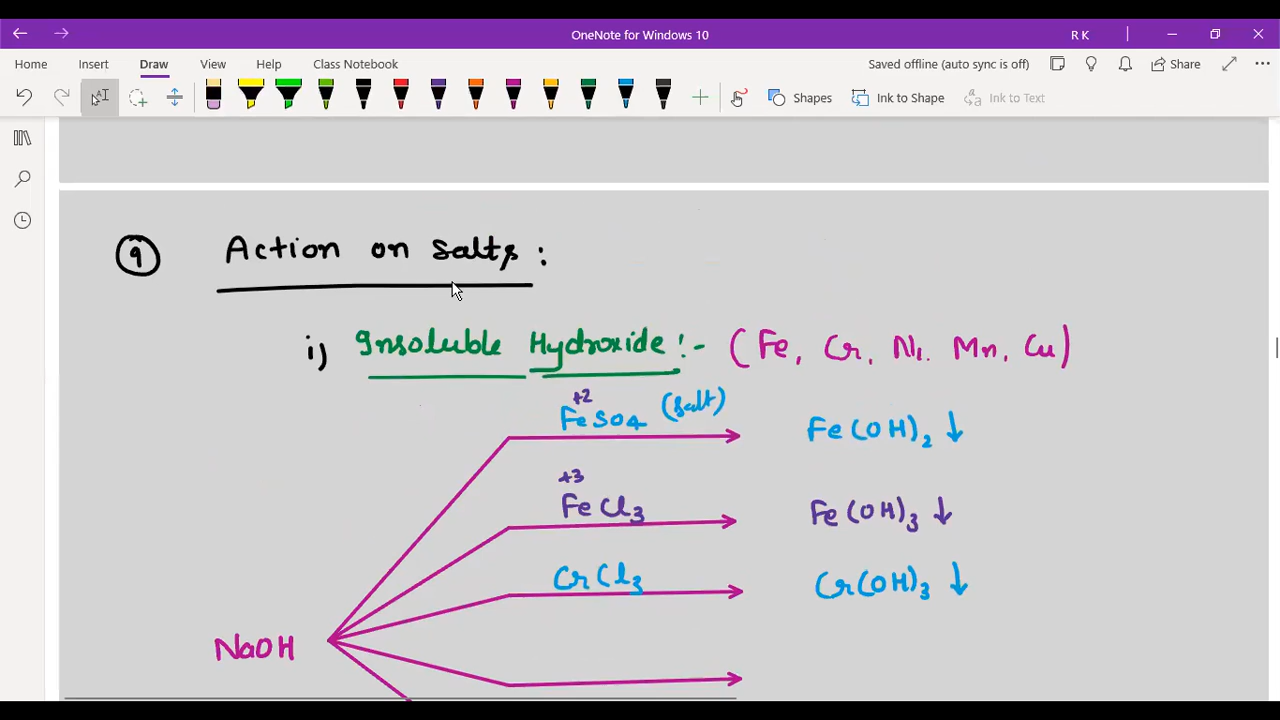 OneNote for Windows 10
R K
Home Insert Draw View Help Class Notebook
Saved offline (auto sync is off) Share
Shapes Ink to Shape Ink to Text
9 Action on Salts :
i) Insoluble Hydroxide :- (Fe, Cr, Ni. Mn, Cu)
+2
FeSO4 (salt) Fe(OH)2 ↓
+3
FeCl3 Fe(OH)3 ↓
CrCl3 Cr(OH)3 ↓
NaOH